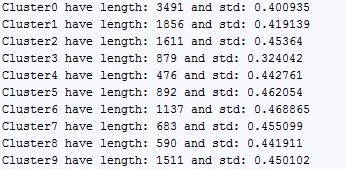 Cluster0 have length: 3491 and std: 0.400935
Cluster1 have length: 1856 and std: 0.419139
Cluster2 have length: 1611 and std: 0.45364
Cluster3 have length: 879 and std: 0.324042
Cluster4 have length: 476 and std: 0.442761
Cluster5 have length: 892 and std: 0.462054
Cluster6 have length: 1137 and std: 0.468865
Cluster7 have length: 683 and std: 0.455099
Cluster8 have length: 590 and std: 0.441911
Cluster9 have length: 1511 and std: 0.450102